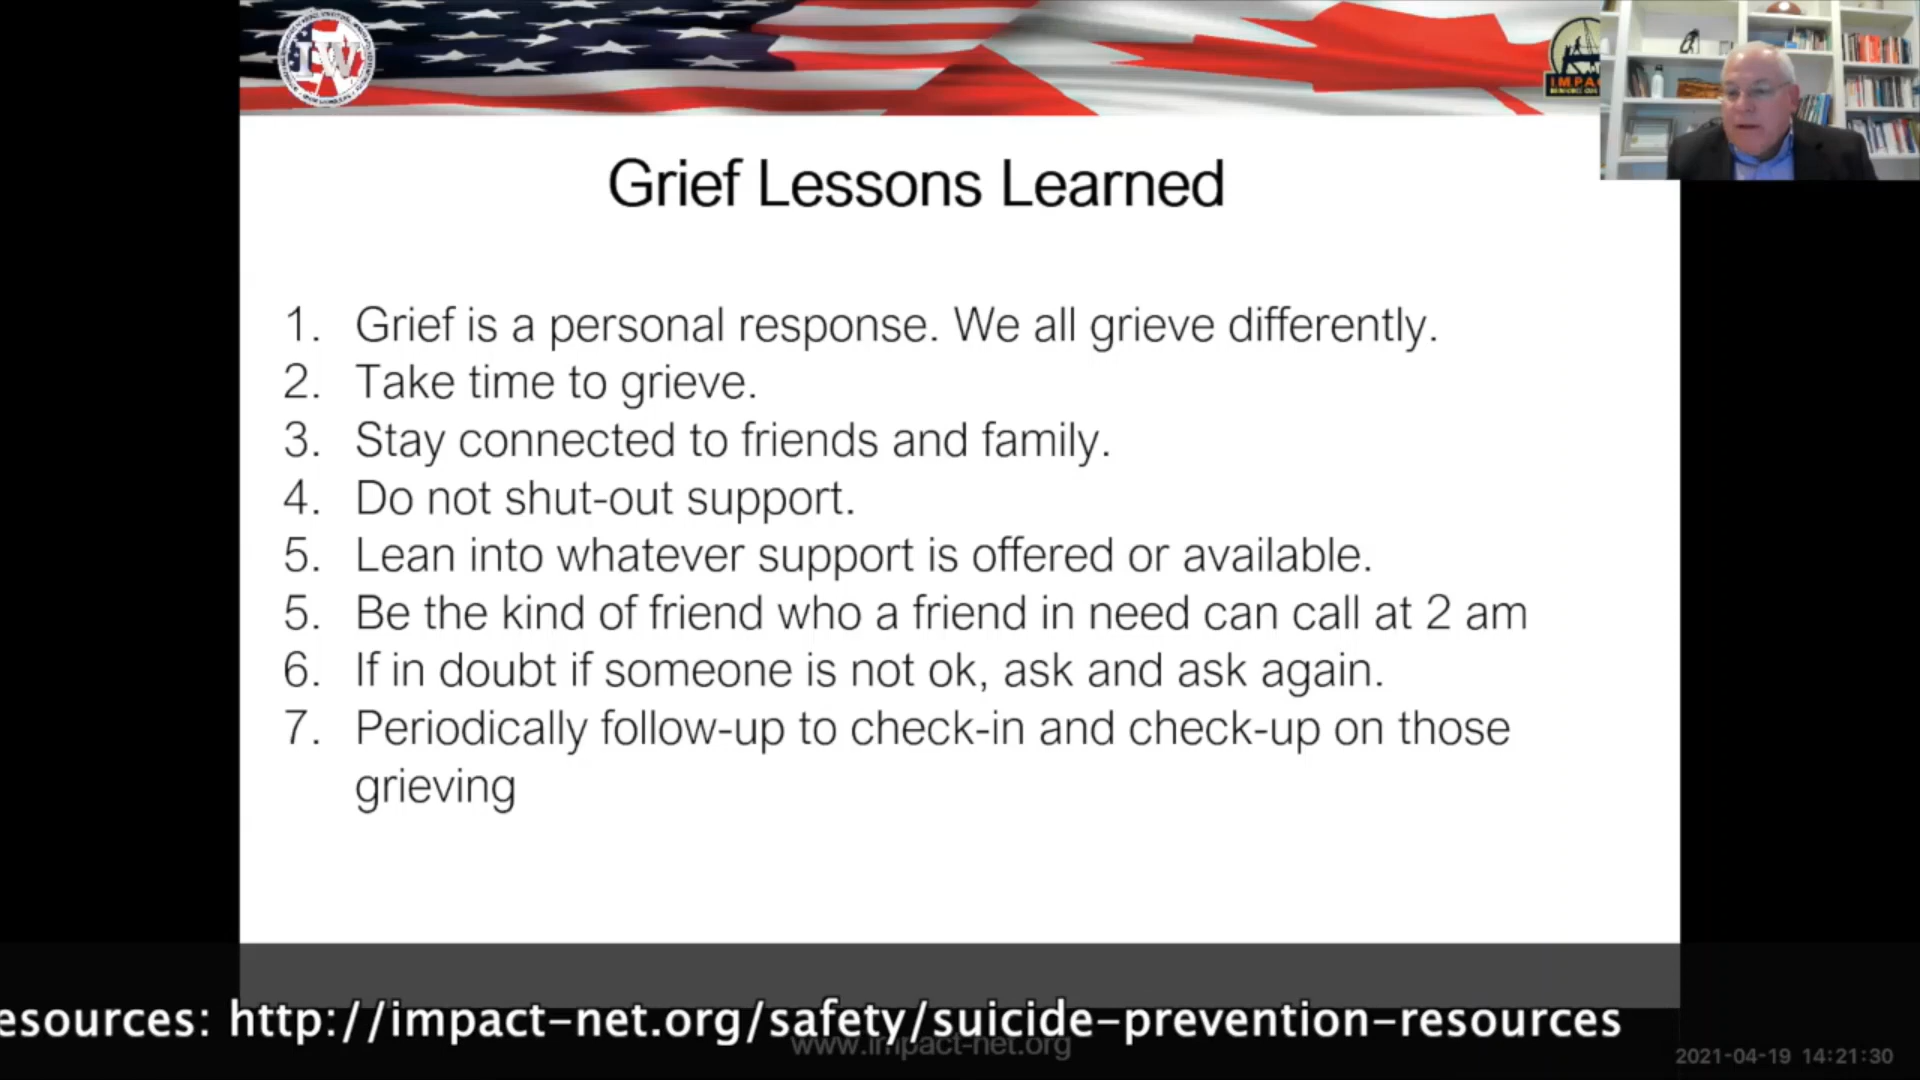 IW
IMPA
Grief Lessons Learned
1. Grief is a personal response. We all grieve differently.
2. Take time to grieve.
3. Stay connected to friends and family.
4. Do not shut-out support.
5. Lean into whatever support is offered or available.
5. Be the kind of friend who a friend in need can call at 2 am
6. If in doubt if someone is not ok, ask and ask again.
7. Periodically follow-up to check-in and check-up on those
grieving
esources: http://impact-net.org/safety/suicide-prevention-resources
www.impact-net.org
2021-04-19 14:21:30